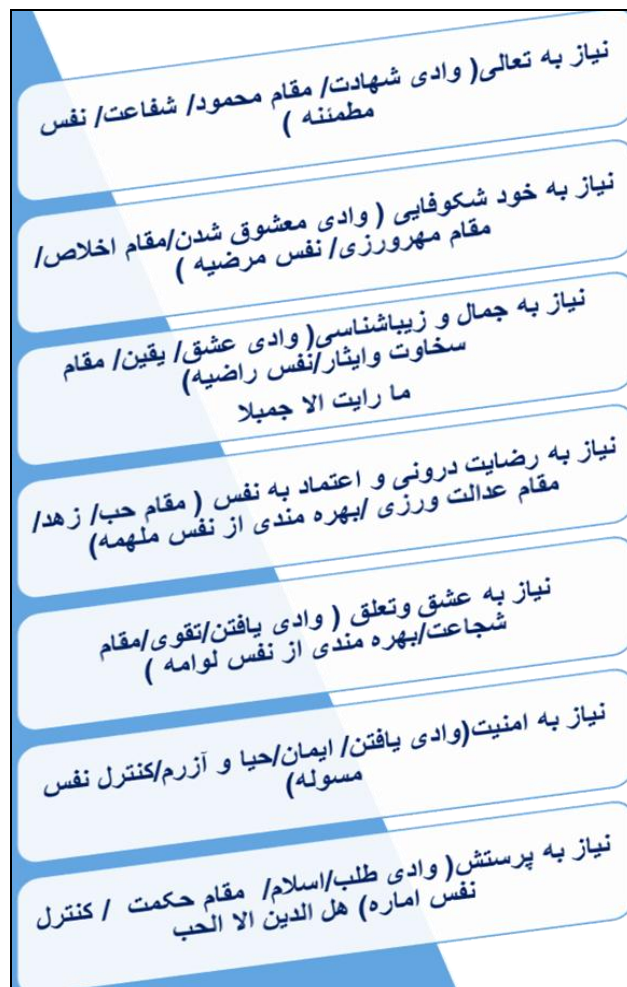 نیاز به تعالی( وادی شهادت/ مقام محمود/ شفاعت/ نفس
مطمئنه )
نیاز به خود شکوفایی ( وادی معشوق شدن/مقام اخلاص/
مقام مهرورزی/ نفس مرضیه )
نیاز به جمال و زیباشناسی( وادی عشق/ یقین/ مقام
سخاوت وایثار/نفس راضیه)
ما رایت الا جمبلا
نیاز به رضایت درونی و اعتماد به نفس ( مقام حب/ زهد/
مقام عدالت ورزی /بهره مندی از نفس ملهمه)
نیاز به عشق وتعلق ( وادی یافتن/تقوی/مقام
شجاعت/بهره مندی از نفس لوامه )
نیاز به امنیت(وادی یافتن/ ایمان/حیا و آزرم/کنترل نفس
مسوله)
نیاز به پرستش( وادی طلب/اسلام/ مقام حکمت / کنترل
نفس اماره) هل الدین الا الحب